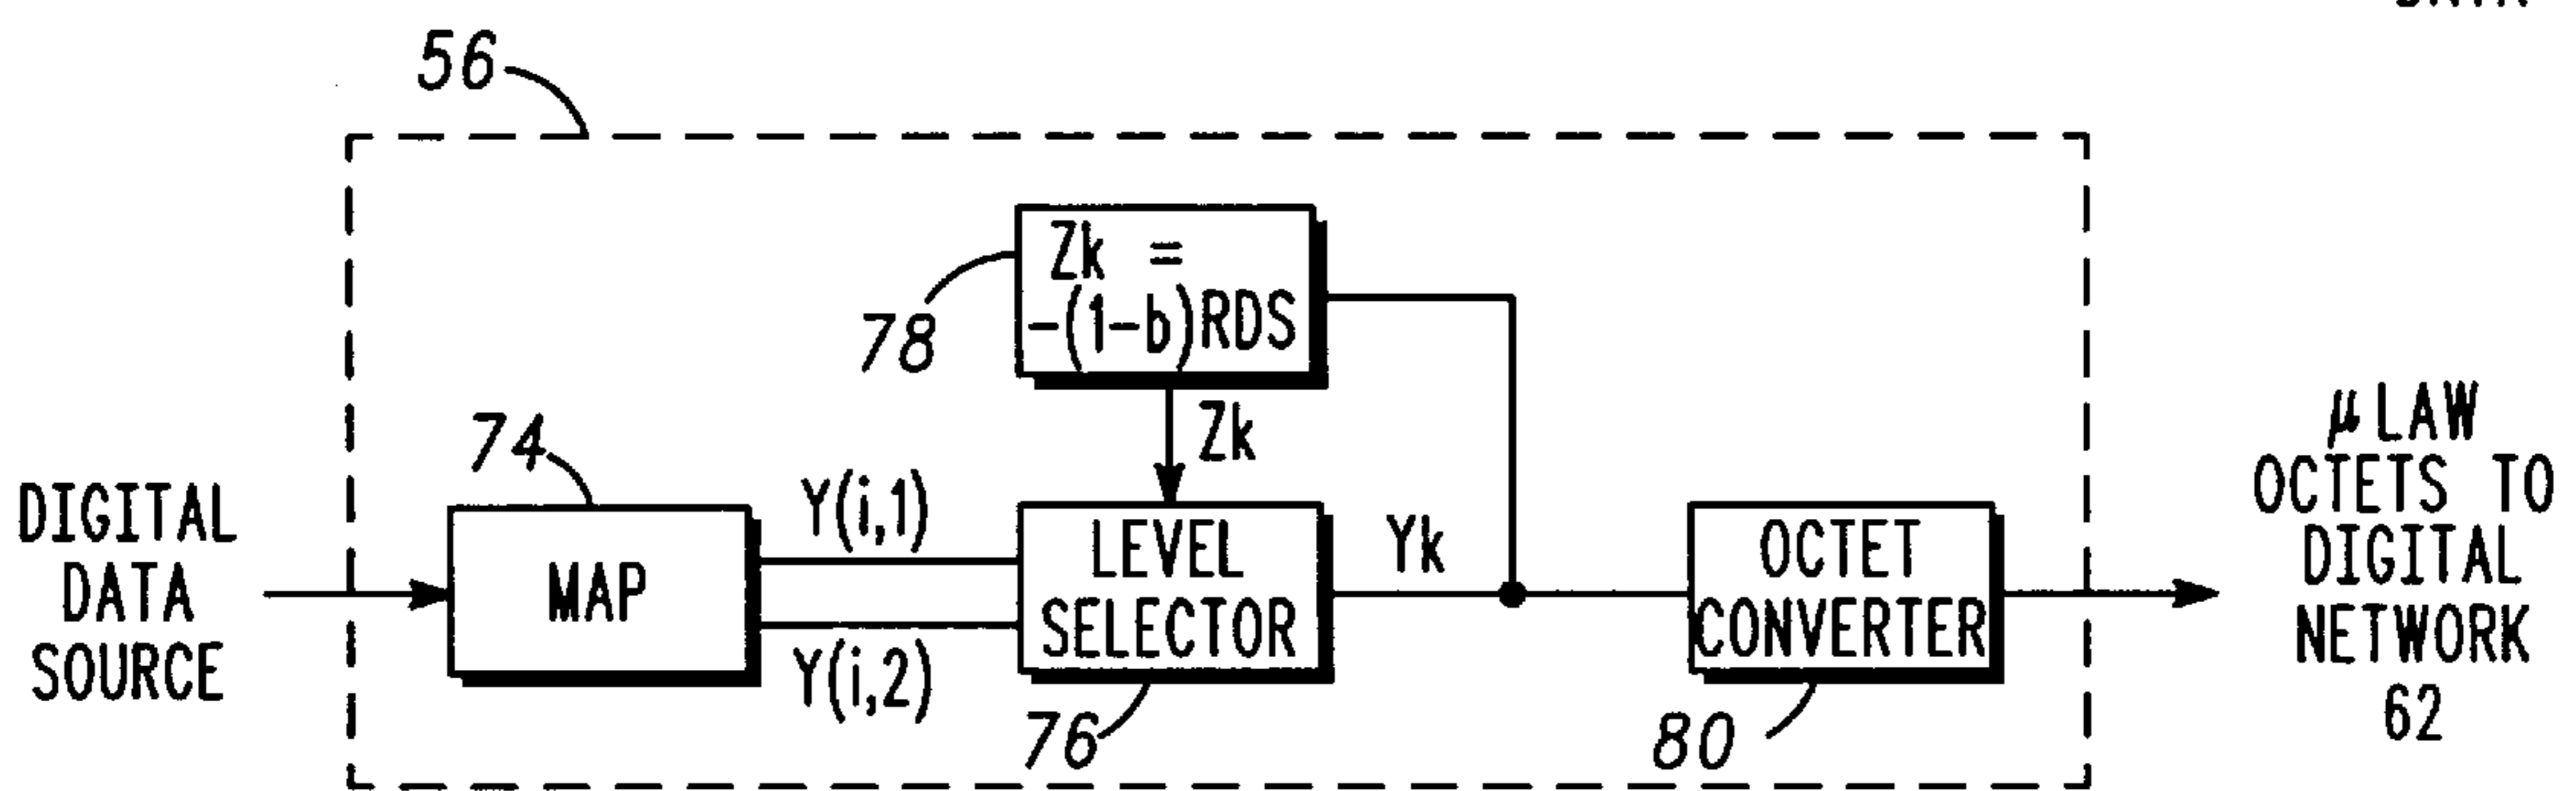 56
78
Zk =
-(1-b)RDS
Zk
74
DIGITAL
DATA
SOURCE
MAP
Y(i,1)
Y(i,2)
LEVEL
SELECTOR
76
Yk
OCTET
CONVERTER
80
μ LAW
OCTETS TO
DIGITAL
NETWORK
62